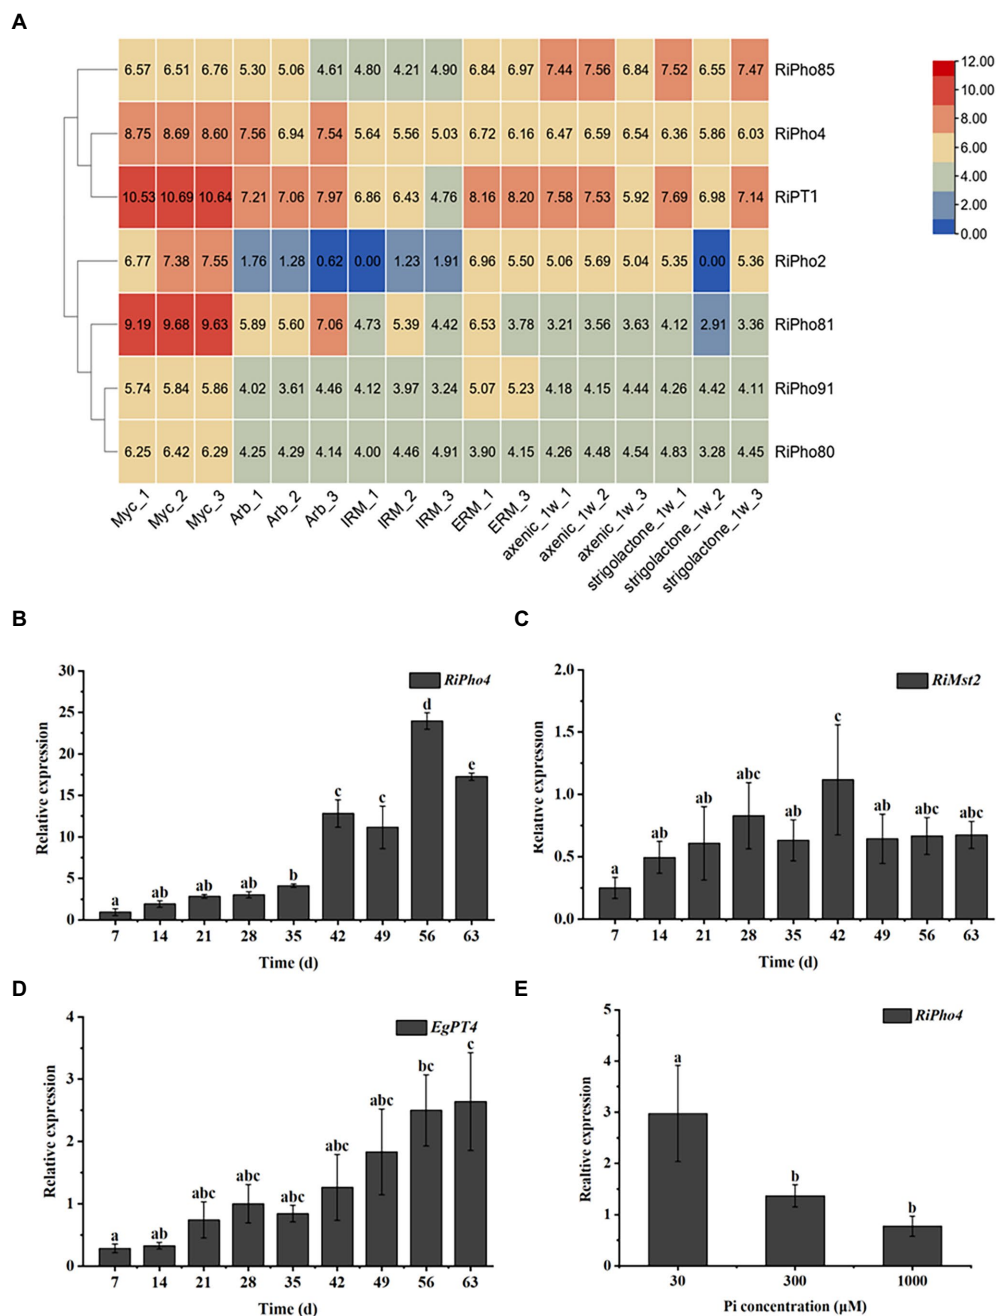 A
6.57 6.51 6.76 5.30 5.06 4.61 4.80 4.21 4.90 6.84 6.97 7.44 7.56 6.84 7.52 6.55 7.47 RiPho85
8.75 8.69 8.60 7.56 6.94 7.54 5.64 5.56 5.03 6.72 6.16 6.47 6.59 6.54 6.36 5.86 6.03 RiPho4
10.53 10.69 10.64 7.21 7.06 7.97 6.86 6.43 4.76 8.16 8.20 7.58 7.53 5.92 7.69 6.98 7.14 RiPT1
6.77 7.38 7.55 1.76 1.28 0.62 0.00 1.23 1.91 6.96 5.50 5.06 5.69 5.04 5.35 0.00 5.36 RiPho2
9.19 9.68 9.63 5.89 5.60 7.06 4.73 5.39 4.42 6.53 3.78 3.21 3.56 3.63 4.12 2.91 3.36 RiPho81
5.74 5.84 5.86 4.02 3.61 4.46 4.12 3.97 3.24 5.07 5.23 4.18 4.15 4.44 4.26 4.42 4.11 RiPho91
6.25 6.42 6.29 4.25 4.29 4.14 4.00 4.46 4.91 3.90 4.15 4.26 4.48 4.54 4.83 3.28 4.45 RiPho80
Myc_1 Myc_2 Myc_3 Arb_1 Arb_2 Arb_3 IRM_1 IRM_2 IRM_3 ERM_1 ERM_3 axenic_1w_1 axenic_1w_2 axenic_1w_3 strigolactone_1w_1 strigolactone_1w_2 strigolactone_1w_3
12.00
10.00
8.00
6.00
4.00
2.00
0.00
B
RiPho4
Relative expression
30
25
20
15
10
5
0
a ab ab ab b c c d e
7 14 21 28 35 42 49 56 63
Time (d)
C
RiMst2
Relative expression
2.0
1.5
1.0
0.5
0.0
a ab ab abc ab c ab abc abc
7 14 21 28 35 42 49 56 63
Time (d)
D
EgPT4
Relative expression
4
3
2
1
0
a ab abc abc abc abc abc bc c
7 14 21 28 35 42 49 56 63
Time (d)
E
RiPho4
Realtive expression
5
4
3
2
1
0
a b b
30 300 1000
Pi concentration (μM)